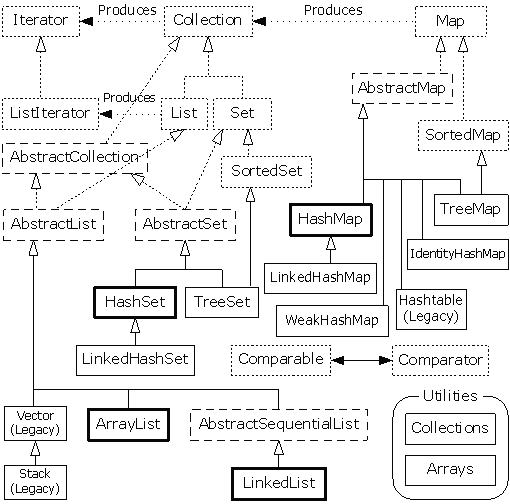 Iterator
Produces
Collection
Produces
Map
AbstractMap
ListIterator
Produces
List
Set
SortedMap
AbstractCollection
SortedSet
AbstractList
AbstractSet
HashMap
TreeMap
IdentityHashMap
LinkedHashMap
HashSet
TreeSet
WeakHashMap
Hashtable
(Legacy)
LinkedHashSet
Comparable
Comparator
Utilities
Vector
(Legacy)
ArrayList
AbstractSequentialList
Collections
Stack
(Legacy)
LinkedList
Arrays